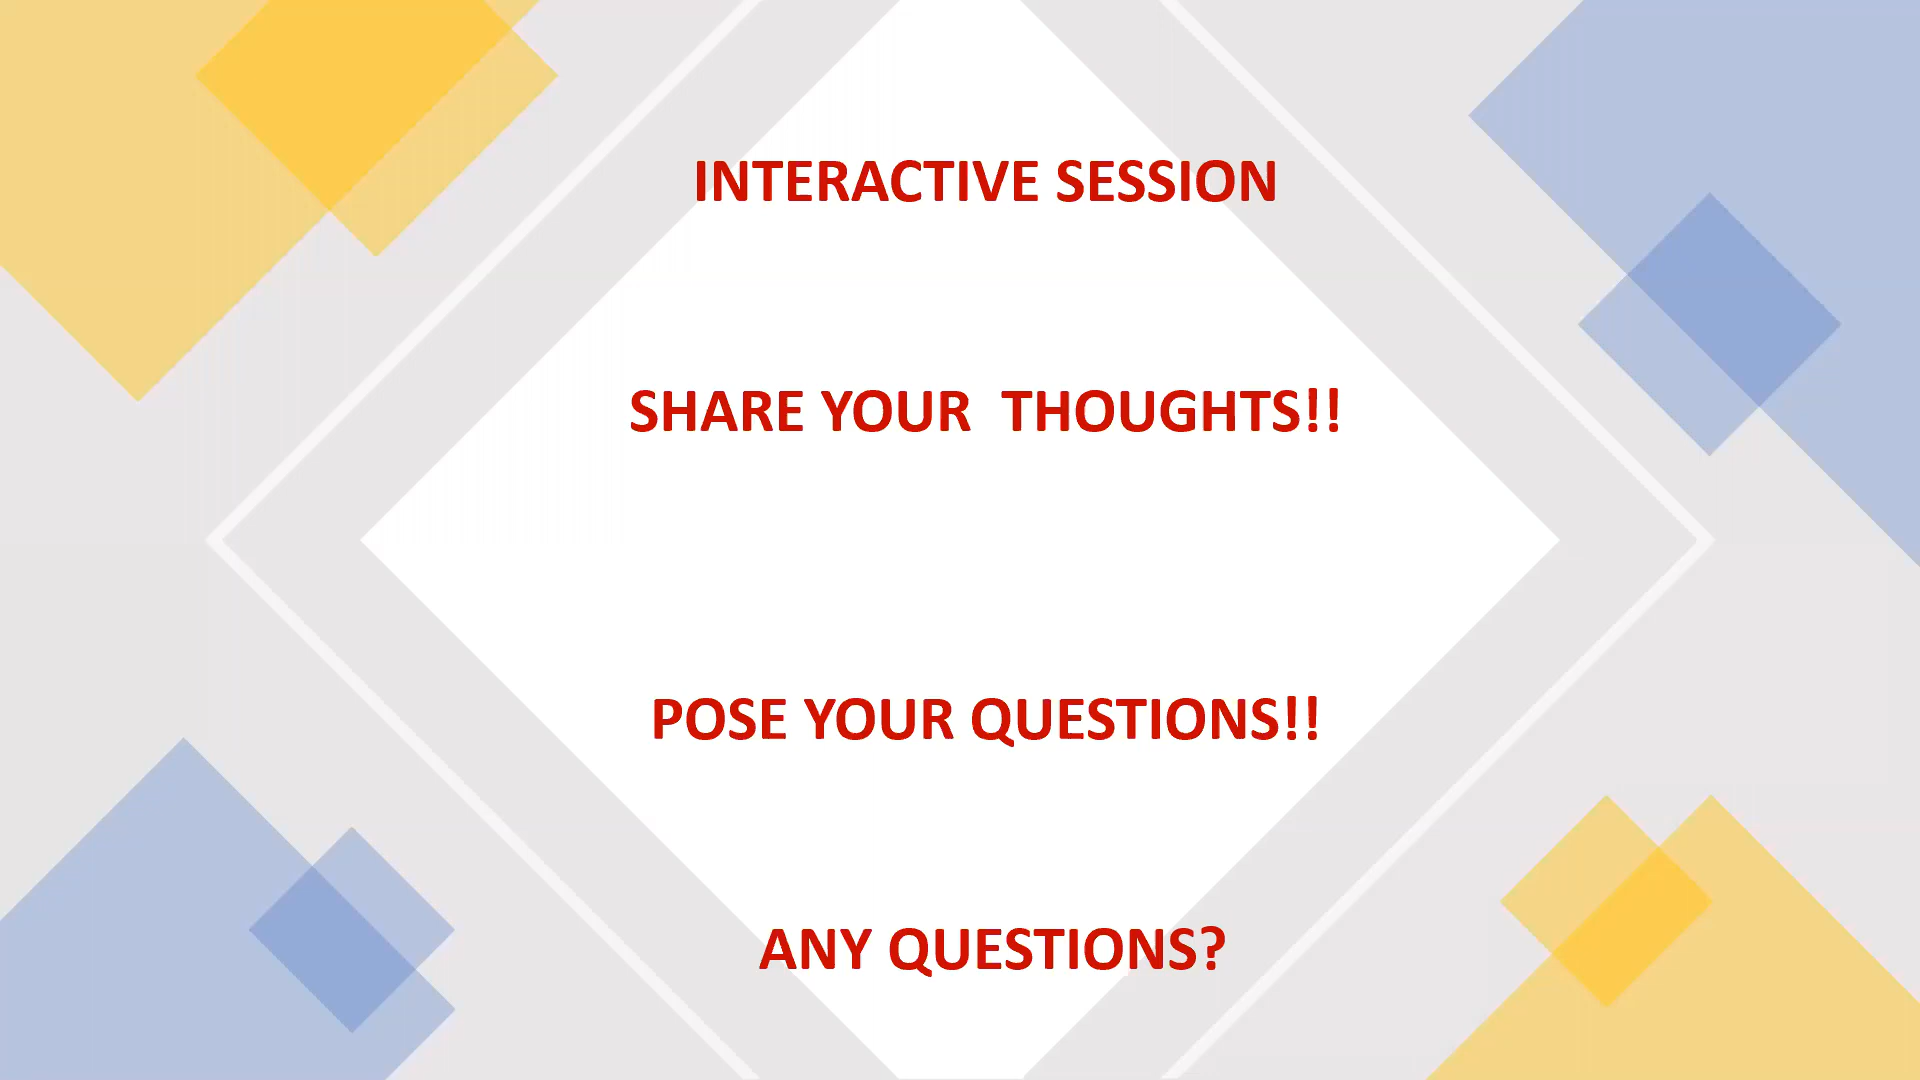 INTERACTIVE SESSION
SHARE YOUR  THOUGHTS!!
POSE YOUR QUESTIONS!!
ANY QUESTIONS?